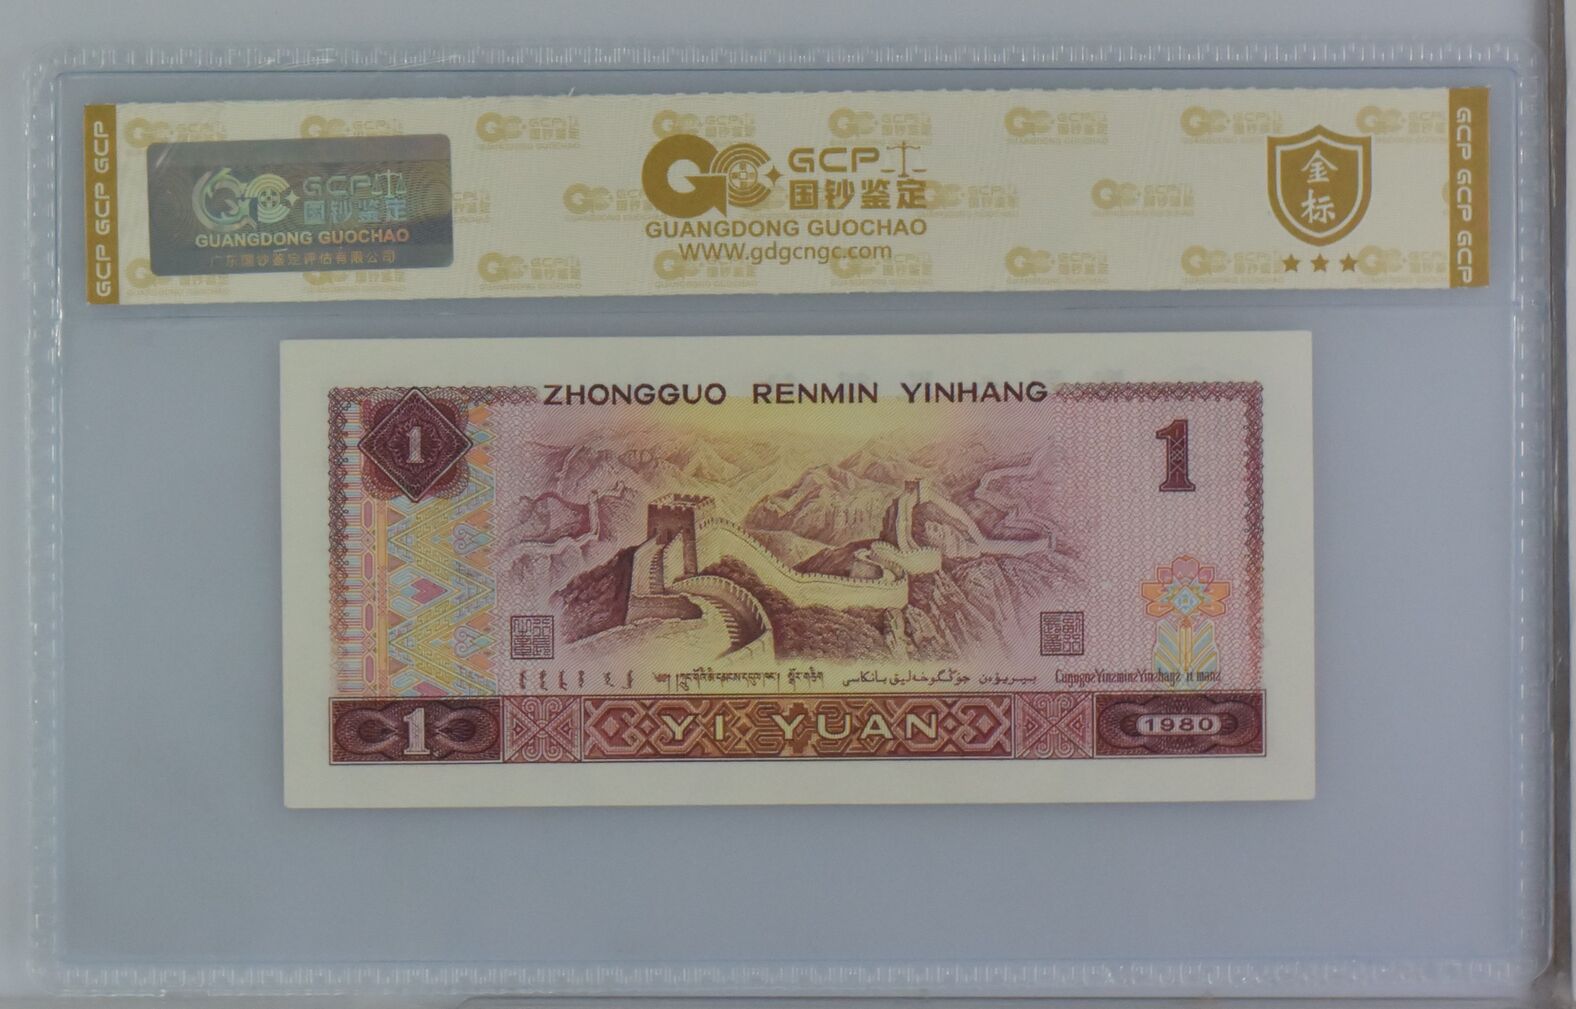 GCP GCP GCP
GCP
国钞鉴定
GUANGDONG GUOCHAO
广东国钞鉴定评估有限公司
GCP
国钞鉴定
GUANGDONG GUOCHAO
WWW.gdgcngc.com
金标
GCP GCP GCP
ZHONGGUO RENMIN YINHANG
1
1
1
YI YUAN
1980